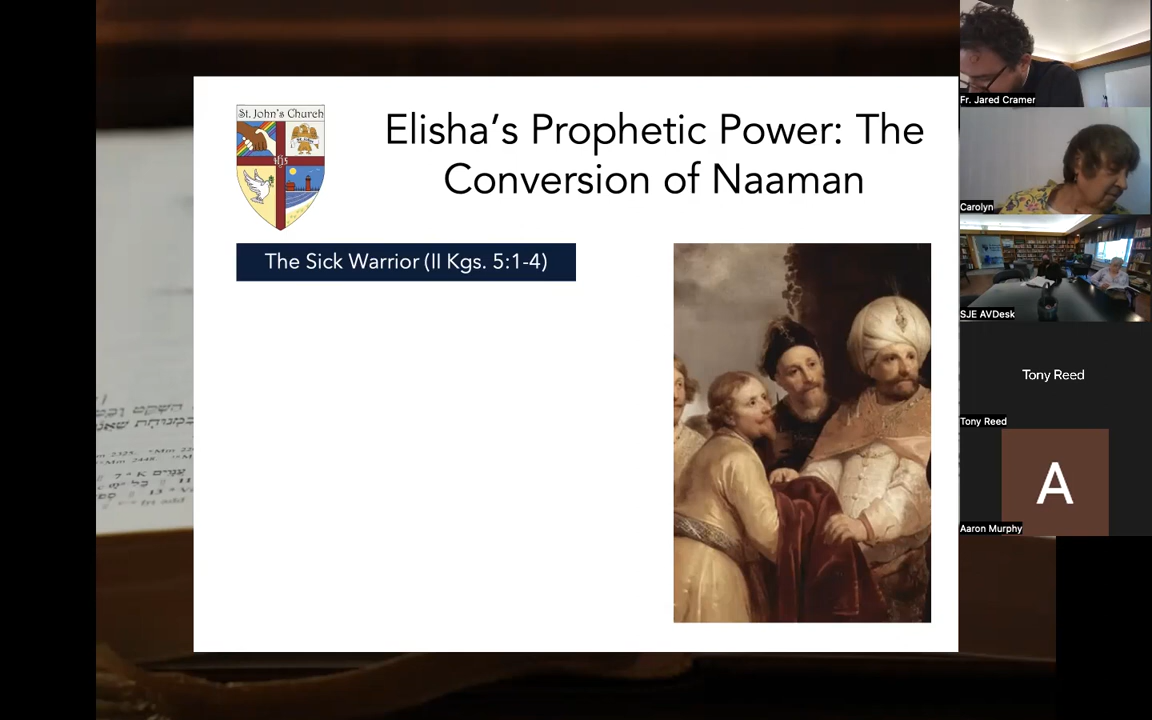 St. John's Church
Elisha's Prophetic Power: The
Conversion of Naaman
The Sick Warrior (II Kgs. 5:1-4)
Fr. Jared Cramer
Carolyn
SJE AVDesk
Tony Reed
Tony Reed
A
Aaron Murphy